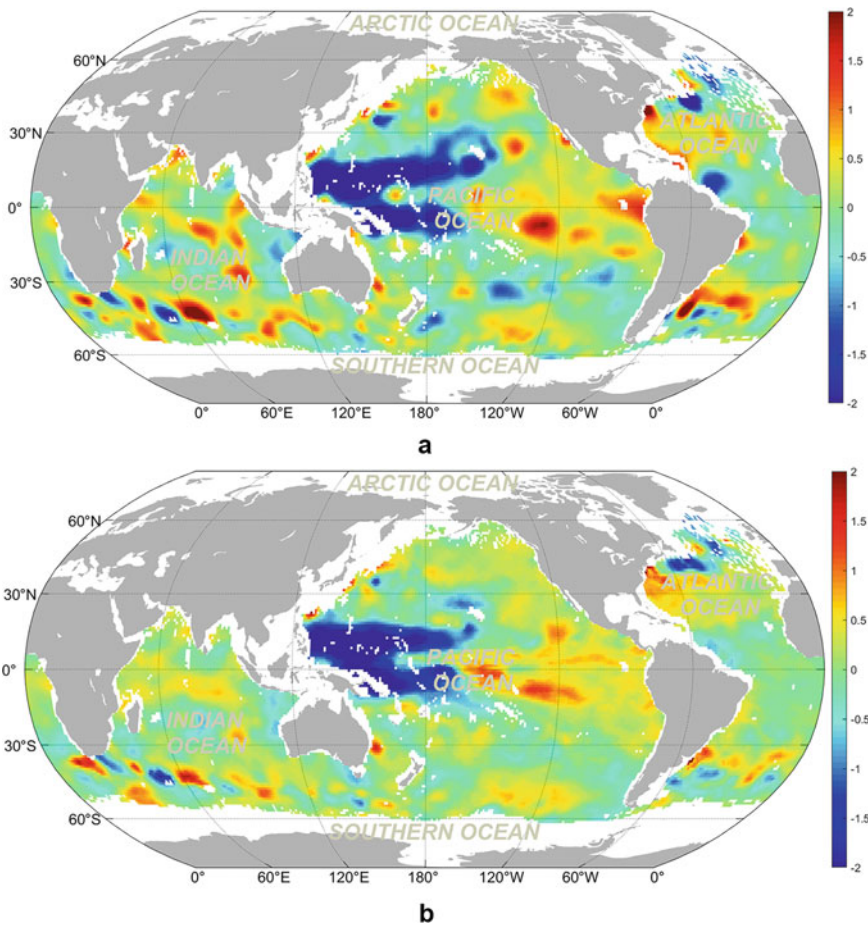 ARCTIC OCEAN
2
60°N
1.5
ATLANTIC
OCEAN
30°N
1
0.5
PACIFIC
OCEAN
0°
0
INDIAN
OCEAN
-0.5
30°S
-1
60°S
SOUTHERN OCEAN
-1.5
-2
0° 60°E 120°E 180° 120°W 60°W 0°
a
ARCTIC OCEAN
2
60°N
1.5
ATLANTIC
OCEAN
30°N
1
0.5
PACIFIC
OCEAN
0°
0
INDIAN
OCEAN
-0.5
30°S
-1
60°S
SOUTHERN OCEAN
-1.5
-2
0° 60°E 120°E 180° 120°W 60°W 0°
b